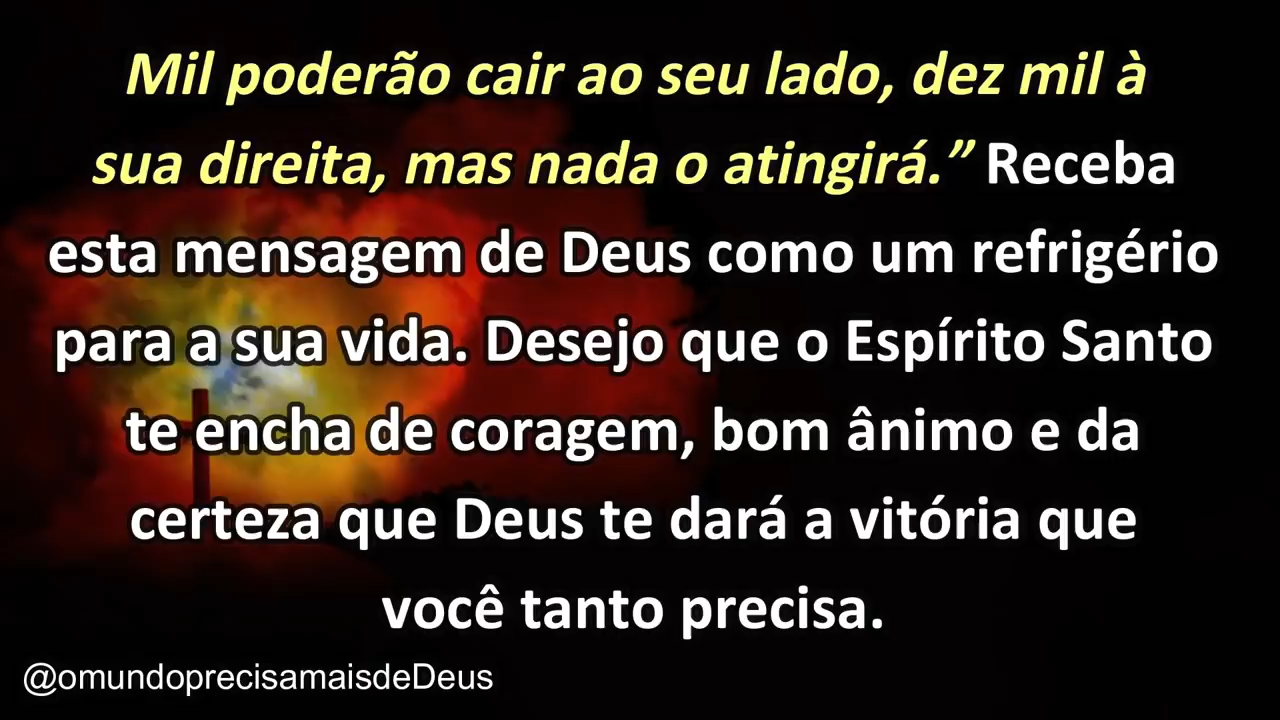 Mil poderão cair ao seu lado, dez mil à
sua direita, mas nada o atingirá.” Receba
esta mensagem de Deus como um refrigério
para a sua vida. Desejo que o Espírito Santo
te encha de coragem, bom ânimo e da
certeza que Deus te dará a vitória que
você tanto precisa.
@omundoprecisamaisdeDeus